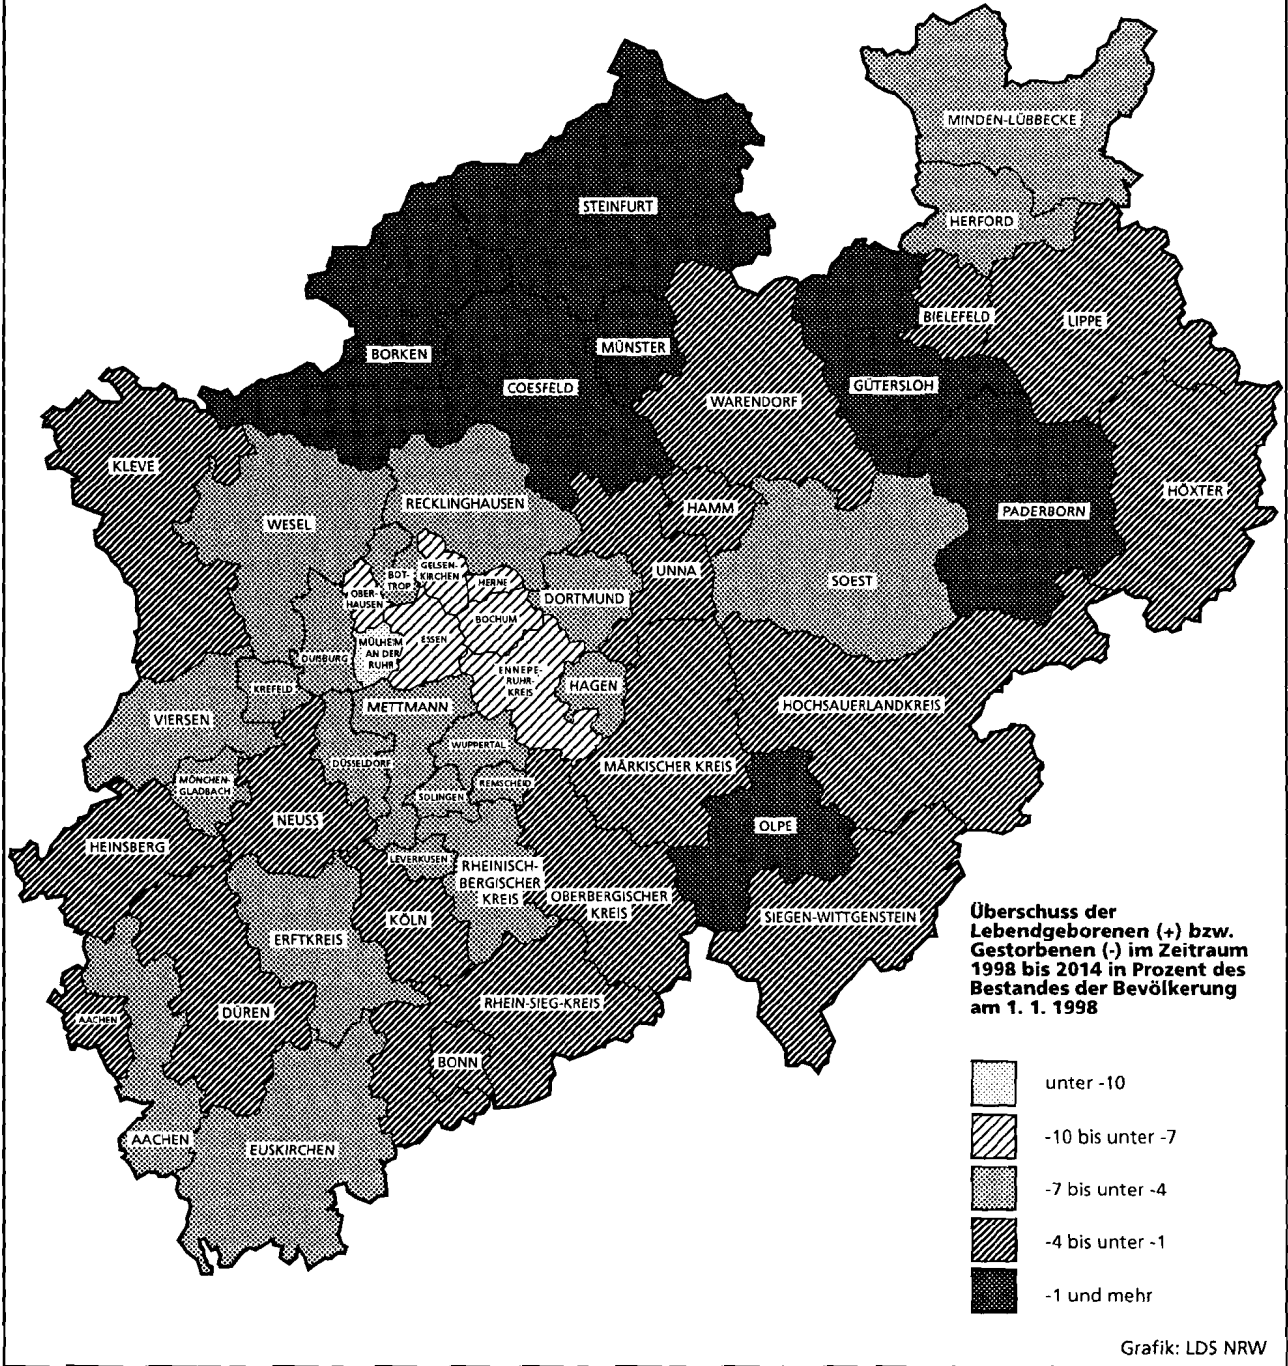 MINDEN-LÜBBECKE
STEINFURT
HERFORD
BIELEFELD
LIPPE
MÜNSTER
BORKEN
COESFELD
GÜTERSLOH
WARENDORF
KLEVE
HÖXTER
RECKLINGHAUSEN
HAMM
PADERBORN
WESEL
UNNA
SOEST
BOT-
TROP
GELSEN-
KIRCHEN
HERNE
OBER-
HAUSEN
DORTMUND
BOCHUM
ESSEN
MÜLHEIM
AN DER
RUHR
DUISBURG
ENNEPE-
RUHR-
KREIS
HAGEN
KREFELD
METTMANN
VIERSEN
HOCHSAUERLANDKREIS
WUPPERTAL
DÜSSELDORF
MÄRKISCHER KREIS
MÖNCHEN-
GLADBACH
REMSCHEID
SOLINGEN
NEUSS
OLPE
HEINSBERG
LEVERKUSEN
RHEINISCH-
BERGISCHER
KREIS
OBERBERGISCHER
KREIS
KÖLN
SIEGEN-WITTGENSTEIN
ERFTKREIS
RHEIN-SIEG-KREIS
DÜREN
AACHEN
BONN
AACHEN
EUSKIRCHEN
Überschuss der
Lebendgeborenen (+) bzw.
Gestorbenen (-) im Zeitraum
1998 bis 2014 in Prozent des
Bestandes der Bevölkerung
am 1. 1. 1998
unter -10
-10 bis unter -7
-7 bis unter -4
-4 bis unter -1
-1 und mehr
Grafik: LDS NRW